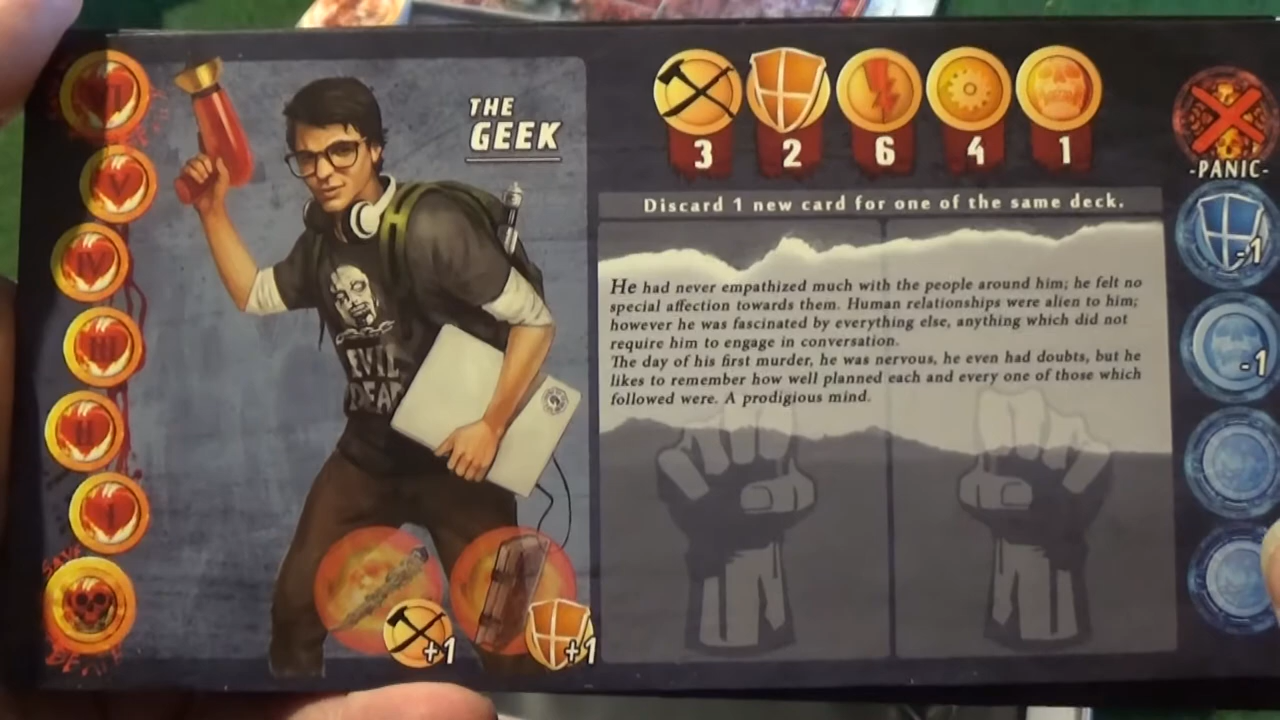 THE
GEEK
3 2 6 4 1
-PANIC-
Discard 1 new card for one of the same deck.
-1
-1
He had never empathized much with the people around him; he felt no
special affection towards them. Human relationships were alien to him;
however he was fascinated by everything else, anything which did not
require him to engage in conversation.
The day of his first murder, he was nervous, he even had doubts, but he
likes to remember how well planned each and every one of those which
followed were. A prodigious mind.
EVIL
DEAD
V
III
II
I
+1
+1